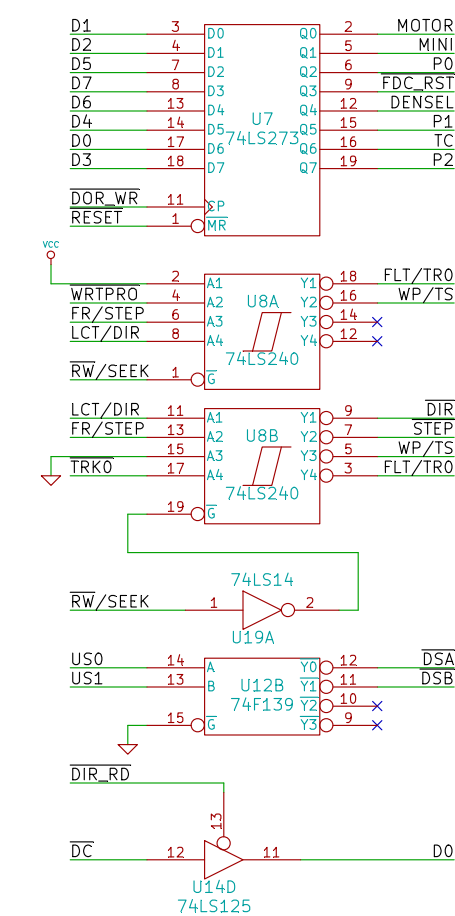 D1 3 D0 Q0 2 MOTOR
D2 4 D1 Q1 5 MINI
D5 7 D2 Q2 6 P0
D7 8 D3 Q3 9 FDC_RST
D6 13 D4 Q4 12 DENSEL
U7
D4 14 D5 Q5 15 P1
74LS273
D0 17 D6 Q6 16 TC
D3 18 D7 Q7 19 P2
DOR_WR 11 CP
RESET 1 MR
VCC
2 A1 Y1 18 FLT/TR0
WRTPRO 4 A2 U8A Y2 16 WP/TS
FR/STEP 6 A3 Y3 14
LCT/DIR 8 A4 Y4 12
74LS240
RW/SEEK 1 G
LCT/DIR 11 A1 Y1 9 DIR
FR/STEP 13 A2 U8B Y2 7 STEP
15 A3 Y3 5 WP/TS
TRK0 17 A4 Y4 3 FLT/TR0
74LS240
19 G
74LS14
RW/SEEK 1 2
U19A
US0 14 A Y0 12 DSA
US1 13 B U12B Y1 11 DSB
74F139 Y2 10
15 G Y3 9
DIR_RD
13
DC 12 11 D0
U14D
74LS125